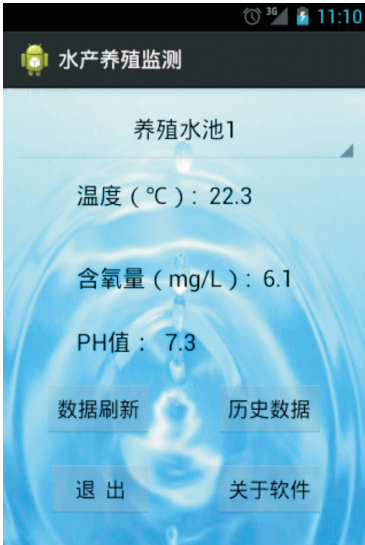 3G 11:10
水产养殖监测
养殖水池1
温度（℃）: 22.3
含氧量（mg/L）: 6.1
PH值： 7.3
数据刷新 历史数据
退 出 关于软件